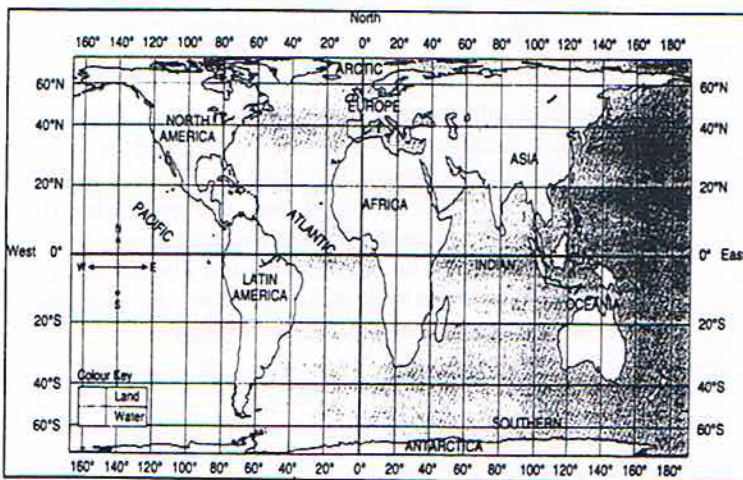 North
160° 140° 120° 100° 80° 60° 40° 20° 0° 20° 40° 60° 80° 100° 120° 140° 160° 180°
ARCTIC
60°N 60°N
EUROPE
NORTH
AMERICA
40°N 40°N
ASIA
20°N 20°N
AFRICA
PACIFIC
ATLANTIC
N
West 0° 0° East
W E
INDIAN
S
LATIN
AMERICA
OCEANIA
20°S 20°S
Colour Key
Land
Water
40°S 40°S
SOUTHERN
60°S 60°S
ANTARCTICA
160° 140° 120° 100° 80° 60° 40° 20° 0° 20° 40° 60° 80° 100° 120° 140° 160° 180°